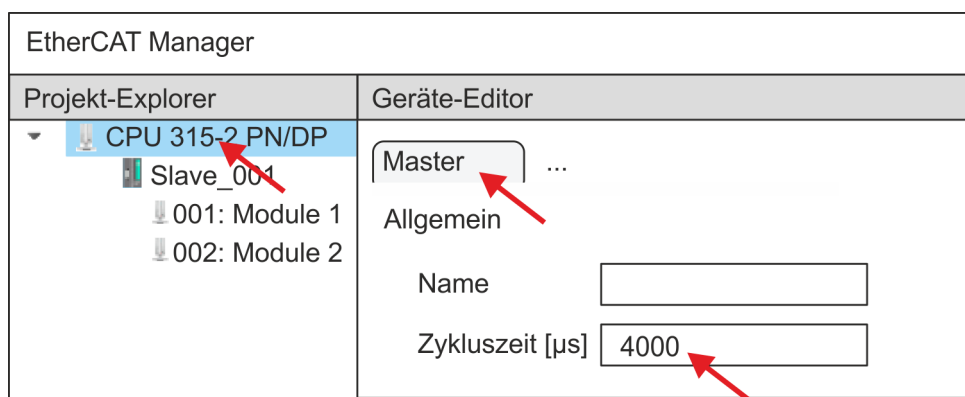 EtherCAT Manager
Projekt-Explorer
Geräte-Editor
CPU 315-2 PN/DP
Slave_001
001: Module 1
002: Module 2
Master
...
Allgemein
Name
Zykluszeit [µs]
4000